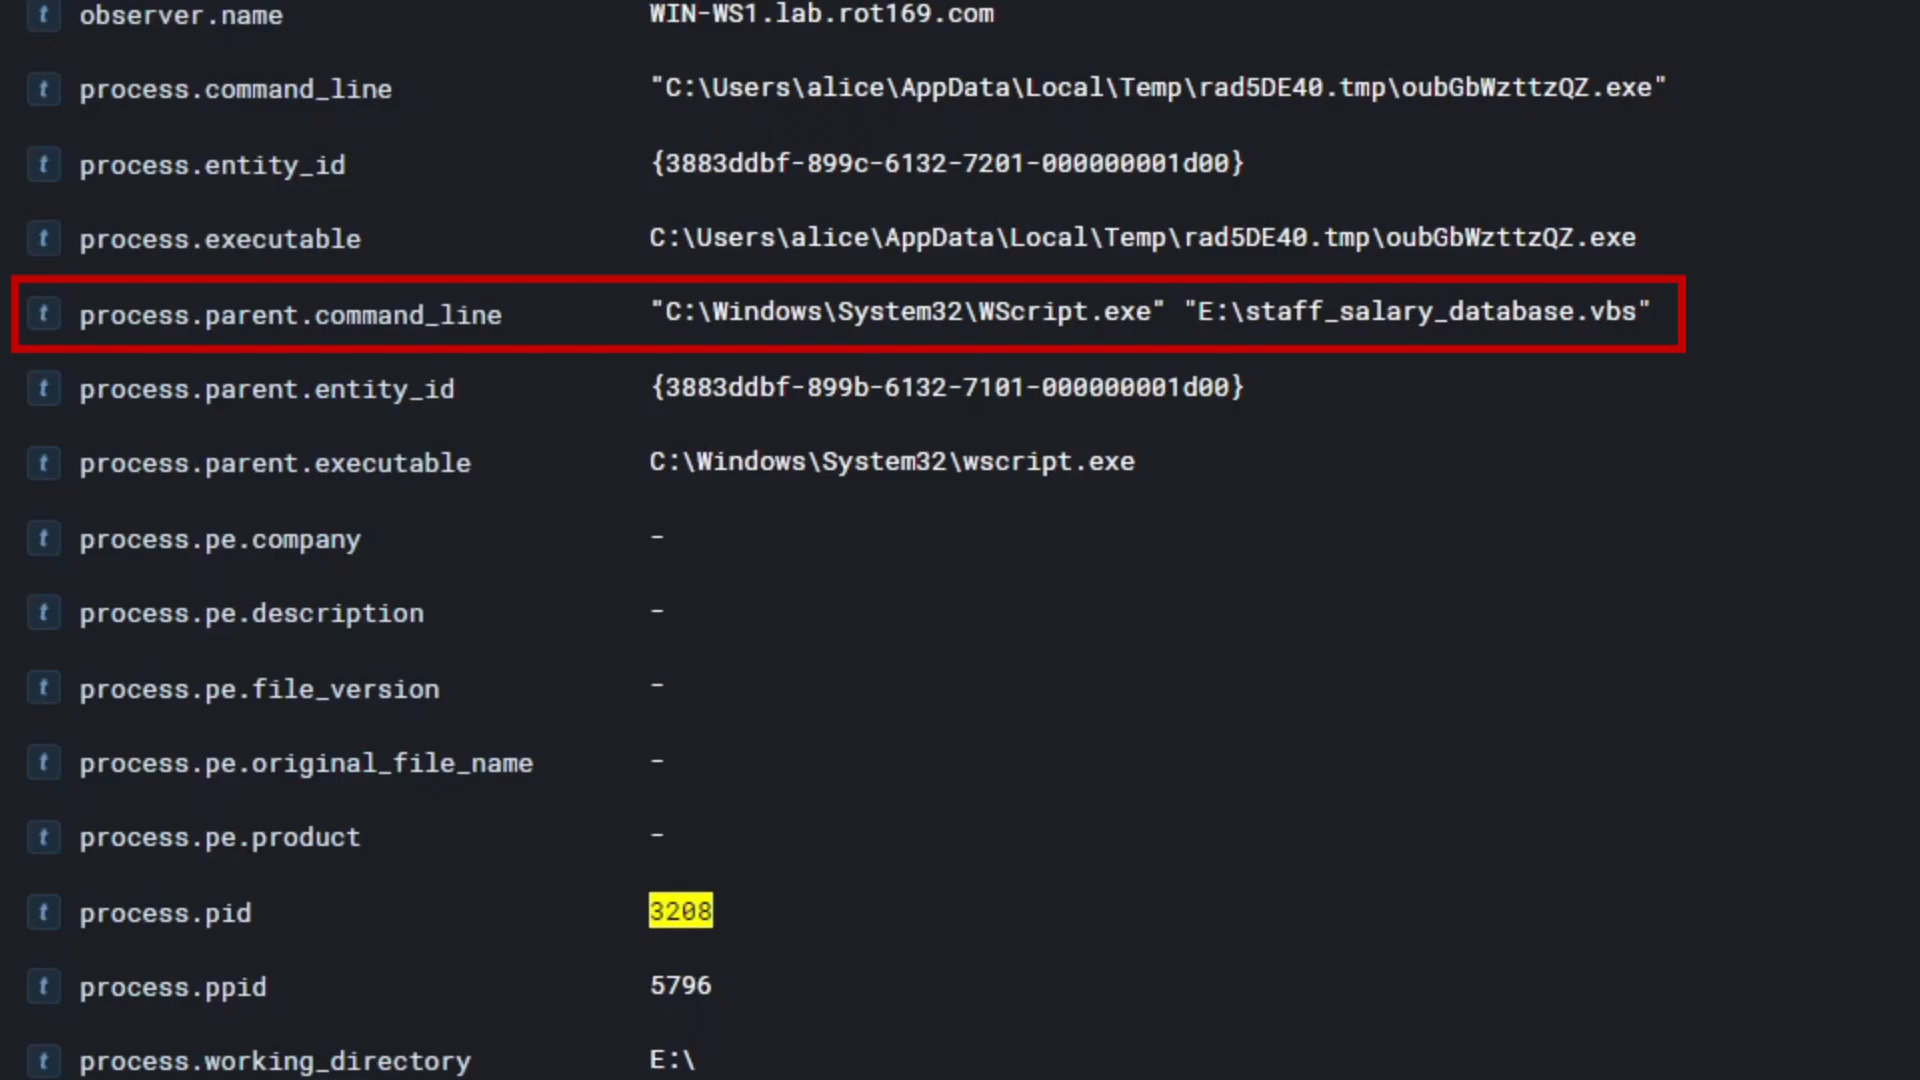 t observer.name WIN-WS1.lab.rot169.com
t process.command_line "C:\Users\alice\AppData\Local\Temp\rad5DE40.tmp\oubGbWzttzQZ.exe"
t process.entity_id {3883ddbf-899c-6132-7201-000000001d00}
t process.executable C:\Users\alice\AppData\Local\Temp\rad5DE40.tmp\oubGbWzttzQZ.exe
t process.parent.command_line "C:\Windows\System32\WScript.exe" "E:\staff_salary_database.vbs"
t process.parent.entity_id {3883ddbf-899b-6132-7101-000000001d00}
t process.parent.executable C:\Windows\System32\wscript.exe
t process.pe.company -
t process.pe.description -
t process.pe.file_version -
t process.pe.original_file_name -
t process.pe.product -
t process.pid 3208
t process.ppid 5796
t process.working_directory E:\